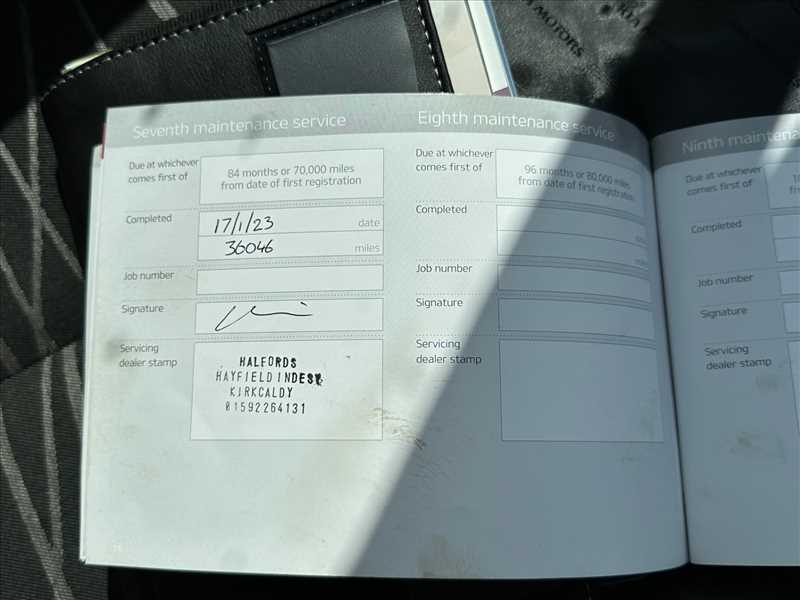 MOTORS
Seventh maintenance service
Due at whichever
comes first of
84 months or 70,000 miles
from date of first registration
Completed
17/1/23 date
36046 miles
Job number
Signature
Servicing
dealer stamp
HALFORDS
HAYFIELD INDEST
KIRKCALDY
01592264131
Eighth maintenance service
Due at whichever
comes first of
96 months or 80,000 miles
from date of first registration
Completed
miles
Job number
Signature
Servicing
dealer stamp
Ninth
Due at whichever
comes first of
Completed
Job number
Signature
Servicing
dealer stamp